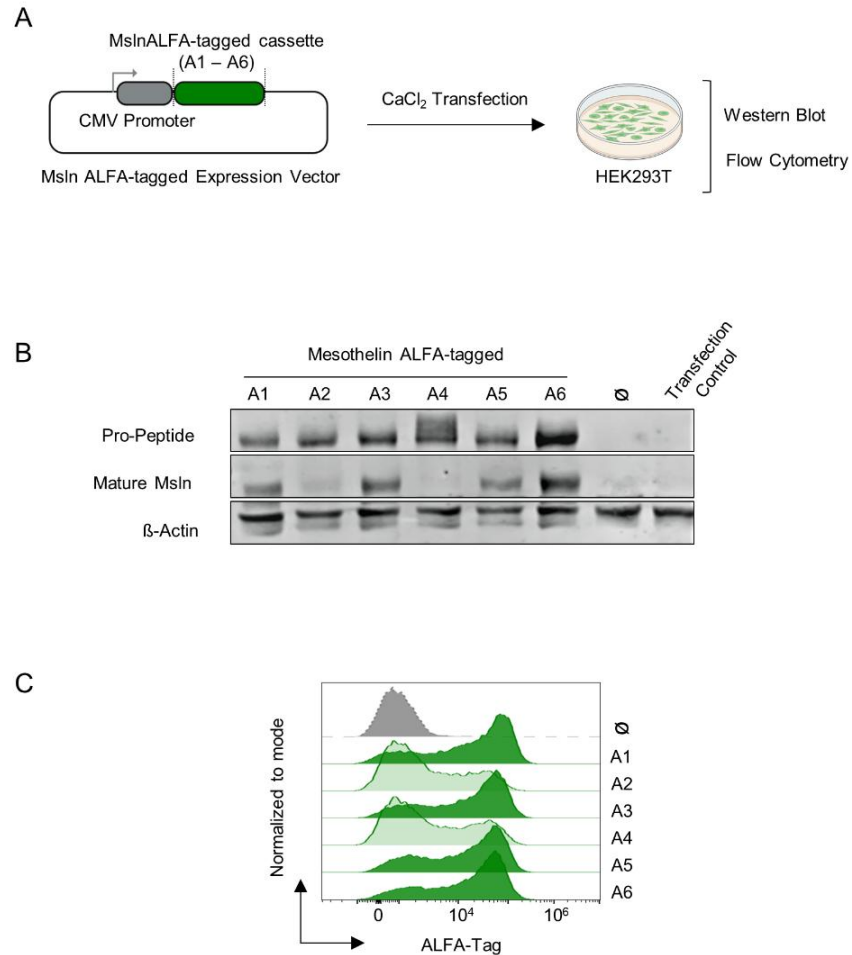 A
MslnALFA-tagged cassette
(A1 – A6)
CMV Promoter
Msln ALFA-tagged Expression Vector
CaCl₂ Transfection
HEK293T
Western Blot
Flow Cytometry
B
Mesothelin ALFA-tagged
A1 A2 A3 A4 A5 A6 Ø Transfection Control
Pro-Peptide
Mature Msln
ß-Actin
C
Normalized to mode
Ø
A1
A2
A3
A4
A5
A6
0 10⁴ 10⁶
ALFA-Tag